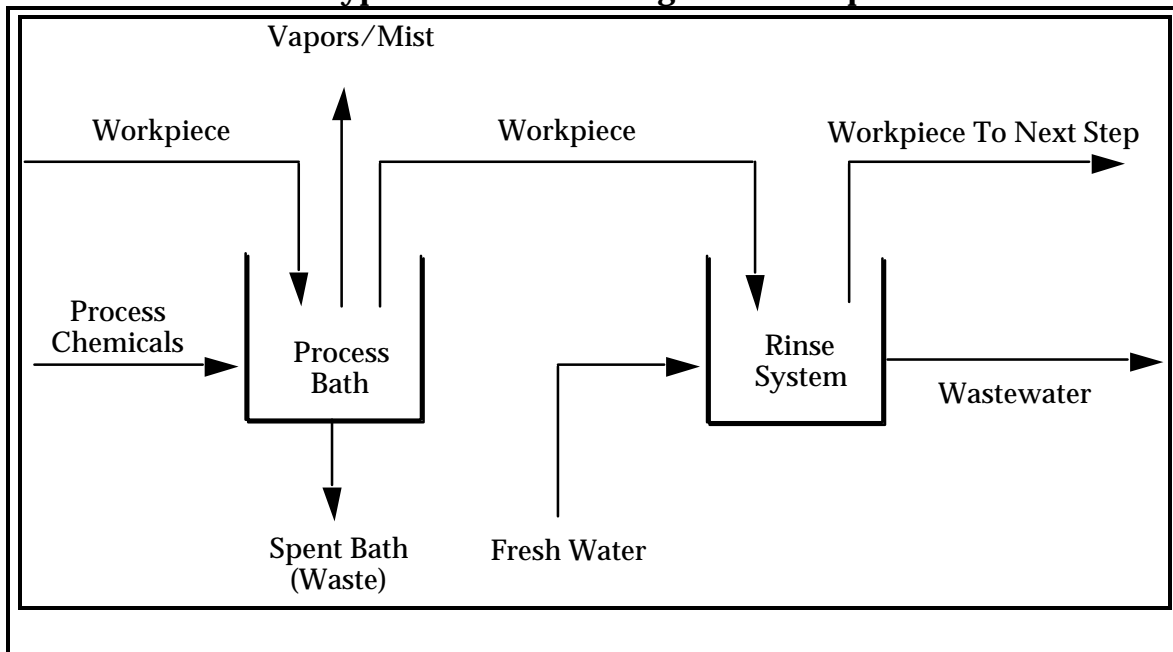 Vapors/Mist
Workpiece
Workpiece
Workpiece To Next Step
Process
Chemicals
Process
Bath
Rinse
System
Wastewater
Spent Bath
(Waste)
Fresh Water